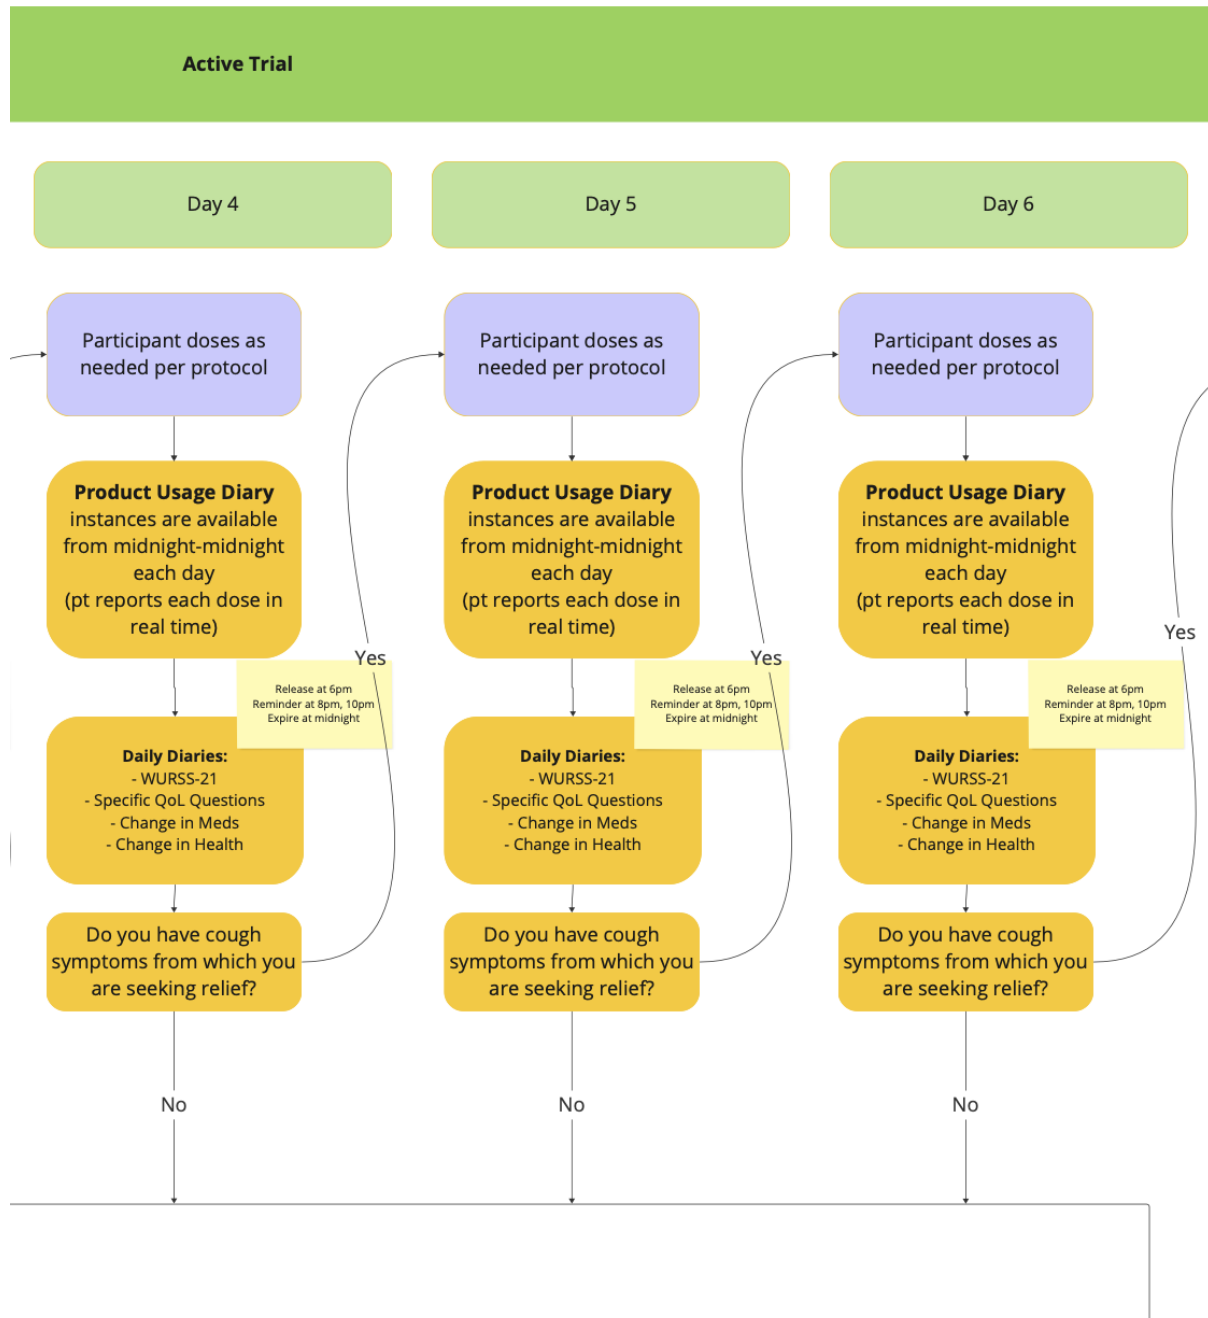 Active Trial
Day 4
Day 5
Day 6
Participant doses as
needed per protocol
Product Usage Diary
instances are available
from midnight-midnight
each day
(pt reports each dose in
real time)
Yes
Release at 6pm
Reminder at 8pm, 10pm
Expire at midnight
Daily Diaries:
- WURSS-21
- Specific QoL Questions
- Change in Meds
- Change in Health
Do you have cough
symptoms from which you
are seeking relief?
No
Participant doses as
needed per protocol
Product Usage Diary
instances are available
from midnight-midnight
each day
(pt reports each dose in
real time)
Yes
Release at 6pm
Reminder at 8pm, 10pm
Expire at midnight
Daily Diaries:
- WURSS-21
- Specific QoL Questions
- Change in Meds
- Change in Health
Do you have cough
symptoms from which you
are seeking relief?
No
Participant doses as
needed per protocol
Product Usage Diary
instances are available
from midnight-midnight
each day
(pt reports each dose in
real time)
Yes
Release at 6pm
Reminder at 8pm, 10pm
Expire at midnight
Daily Diaries:
- WURSS-21
- Specific QoL Questions
- Change in Meds
- Change in Health
Do you have cough
symptoms from which you
are seeking relief?
No